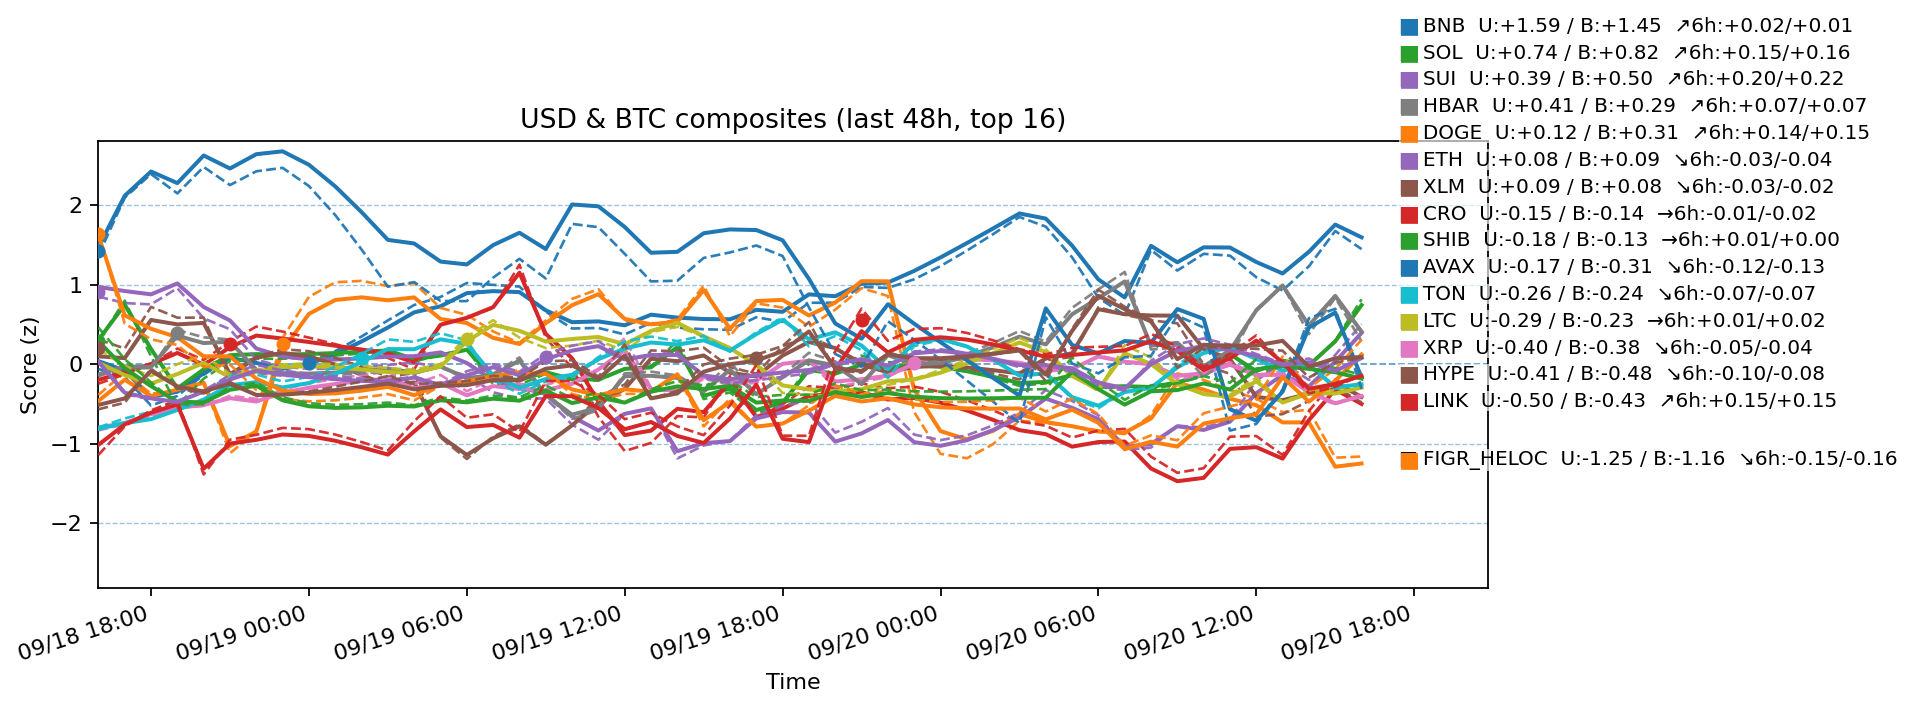 BNB  U:+1.59 / B:+1.45  ↗6h:+0.02/+0.01
SOL  U:+0.74 / B:+0.82  ↗6h:+0.15/+0.16
SUI  U:+0.39 / B:+0.50  ↗6h:+0.20/+0.22
HBAR  U:+0.41 / B:+0.29  ↗6h:+0.07/+0.07
DOGE  U:+0.12 / B:+0.31  ↗6h:+0.14/+0.15
ETH  U:+0.08 / B:+0.09  ↘6h:-0.03/-0.04
XLM  U:+0.09 / B:+0.08  ↘6h:-0.03/-0.02
CRO  U:-0.15 / B:-0.14  →6h:-0.01/-0.02
SHIB  U:-0.18 / B:-0.13  →6h:+0.01/+0.00
AVAX  U:-0.17 / B:-0.31  ↘6h:-0.12/-0.13
TON  U:-0.26 / B:-0.24  ↘6h:-0.07/-0.07
LTC  U:-0.29 / B:-0.23  →6h:+0.01/+0.02
XRP  U:-0.40 / B:-0.38  ↘6h:-0.05/-0.04
HYPE  U:-0.41 / B:-0.48  ↘6h:-0.10/-0.08
LINK  U:-0.50 / B:-0.43  ↗6h:+0.15/+0.15
FIGR_HELOC  U:-1.25 / B:-1.16  ↘6h:-0.15/-0.16
USD & BTC composites (last 48h, top 16)
Score (z)
2
1
0
−1
−2
09/18 18:00
09/19 00:00
09/19 06:00
09/19 12:00
09/19 18:00
09/20 00:00
09/20 06:00
09/20 12:00
09/20 18:00
Time